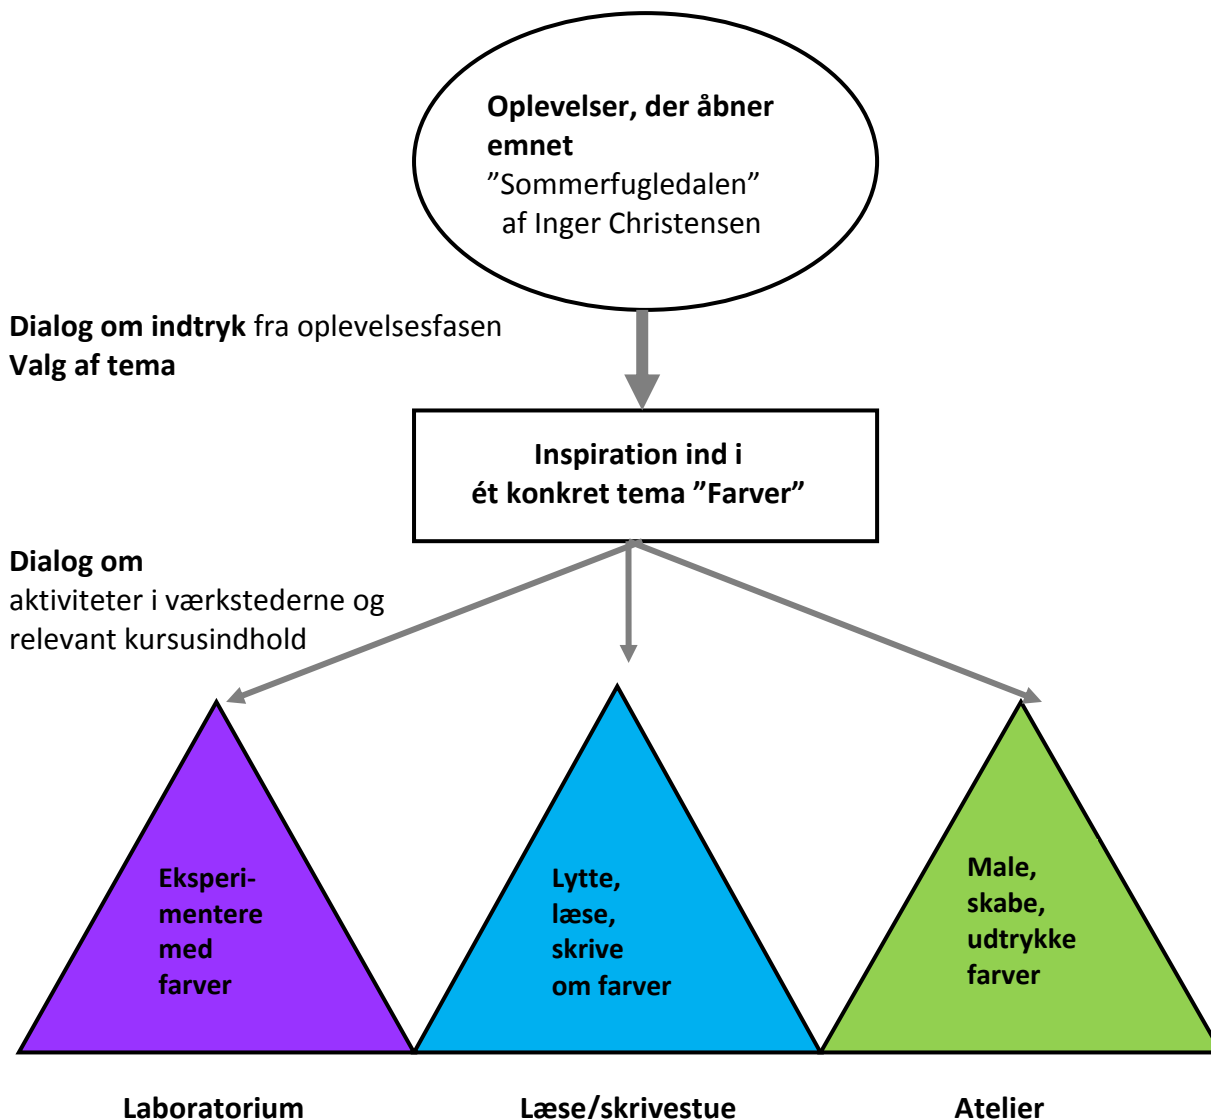 Oplevelser, der åbner
emnet
”Sommerfugledalen”
af Inger Christensen
Dialog om indtryk fra oplevelsesfasen
Valg af tema
Inspiration ind i
ét konkret tema ”Farver”
Dialog om
aktiviteter i værkstederne og
relevant kursusindhold
Eksperi-
mentere
med
farver
Lytte,
læse,
skrive
om farver
Male,
skabe,
udtrykke
farver
Laboratorium
Læse/skrivestue
Atelier